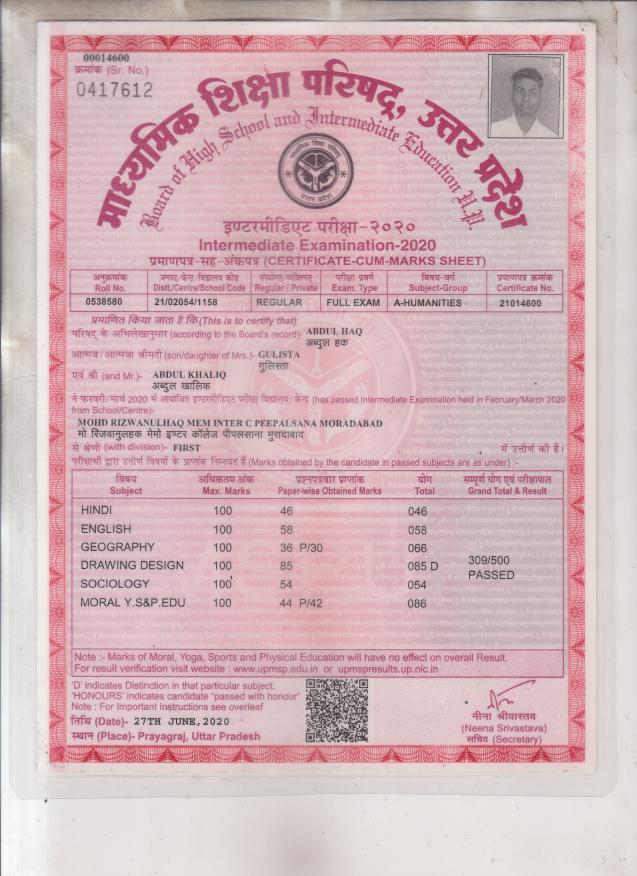 00014600
क्रमांक (Sr. No.)
0417612
माध्यमिक शिक्षा परिषद्, उत्तर प्रदेश
Board of High School and Intermediate Education U.P.
इण्टरमीडिएट परीक्षा-२०२०
Intermediate Examination-2020
प्रमाणपत्र-सह-अंकपत्र (CERTIFICATE-CUM-MARKS SHEET)
अनुक्रमांक जनपद/केन्द्र/विद्यालय कोड संस्थागत/व्यक्तिगत परीक्षा प्रवर्ग विषय-वर्ग प्रमाणपत्र क्रमांक
Roll No. Distt./Centre/School Code Regular / Private Exam. Type Subject-Group Certificate No.
0538580 21/02054/1158 REGULAR FULL EXAM A-HUMANITIES 21014600
प्रमाणित किया जाता है कि (This is to certify that)
परिषद् के अभिलेखानुसार (according to the Board's record)- ABDUL HAQ
अब्दुल हक
आत्मज/आत्मजा श्रीमती (son/daughter of Mrs.)- GULISTA
गुलिस्ता
एवं श्री (and Mr.)- ABDUL KHALIQ
अब्दुल खालिक
ने फरवरी/मार्च 2020 में आयोजित इण्टरमीडिएट परीक्षा विद्यालय/ केन्द्र (has passed Intermediate Examination held in February/March 2020
from School/Centre)-
MOHD RIZWANULHAQ MEM INTER C PEEPALSANA MORADABAD
मो रिजवानुलहक मेमो इण्टर कॉलेज पीपलसाना मुरादाबाद
से श्रेणी (with division)- FIRST में उत्तीर्ण की है।
परीक्षार्थी द्वारा उत्तीर्ण विषयों के प्राप्तांक निम्नवत हैं (Marks obtained by the candidate in passed subjects are as under) :-
विषय अधिकतम अंक प्रश्नपत्रवार प्राप्तांक योग सम्पूर्ण योग एवं परीक्षाफल
Subject Max. Marks Paper-wise Obtained Marks Total Grand Total & Result
HINDI 100 46 046
ENGLISH 100 58 058
GEOGRAPHY 100 36 P/30 066
DRAWING DESIGN 100 85 085 D 309/500
SOCIOLOGY 100 54 054 PASSED
MORAL Y.S&P.EDU 100 44 P/42 086
Note :- Marks of Moral, Yoga, Sports and Physical Education will have no effect on overall Result.
For result verification visit website : www.upmsp.edu.in or upmspresults.up.nic.in
'D' indicates Distinction in that particular subject,
'HONOURS' indicates candidate "passed with honour"
Note : For Important Instructions see overleaf
तिथि (Date)- 27TH JUNE,2020
स्थान (Place)- Prayagraj, Uttar Pradesh
नीना श्रीवास्तव
(Neena Srivastava)
सचिव (Secretary)